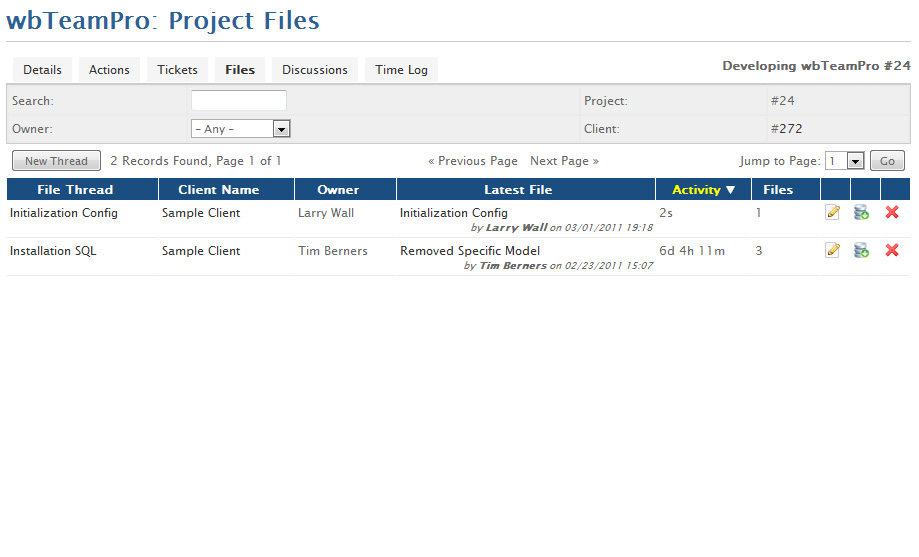 wbTeamPro: Project Files
Details Actions Tickets Files Discussions Time Log Developing wbTeamPro #24
Search: Project: #24
Owner: - Any - Client: #272
New Thread 2 Records Found, Page 1 of 1 « Previous Page Next Page » Jump to Page: 1 Go
File Thread Client Name Owner Latest File Activity ▼ Files
Initialization Config Sample Client Larry Wall Initialization Config 2s 1
by Larry Wall on 03/01/2011 19:18
Installation SQL Sample Client Tim Berners Removed Specific Model 6d 4h 11m 3
by Tim Berners on 02/23/2011 15:07